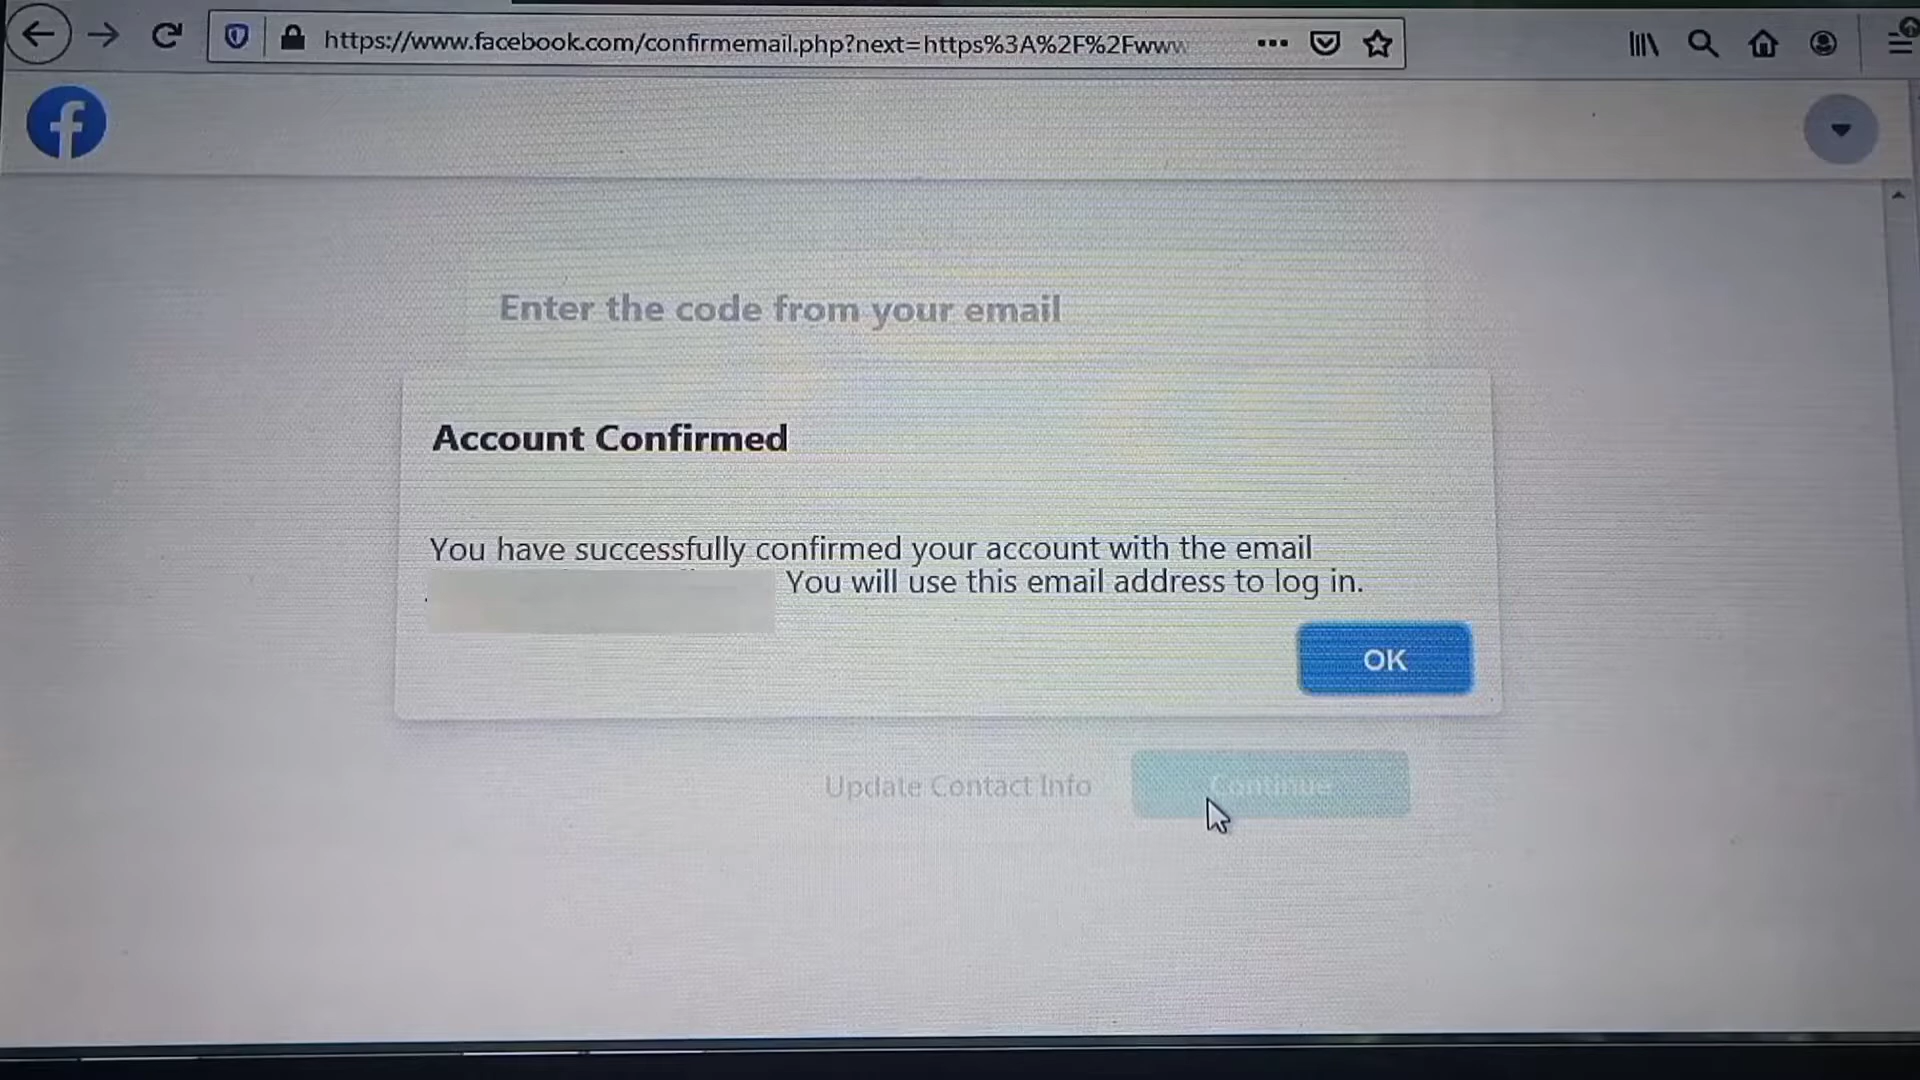 https://www.facebook.com/confirmemail.php?next=https%3A%2F%2Fwww
Enter the code from your email
Account Confirmed
You have successfully confirmed your account with the email
You will use this email address to log in.
OK
Update Contact Info
Continue